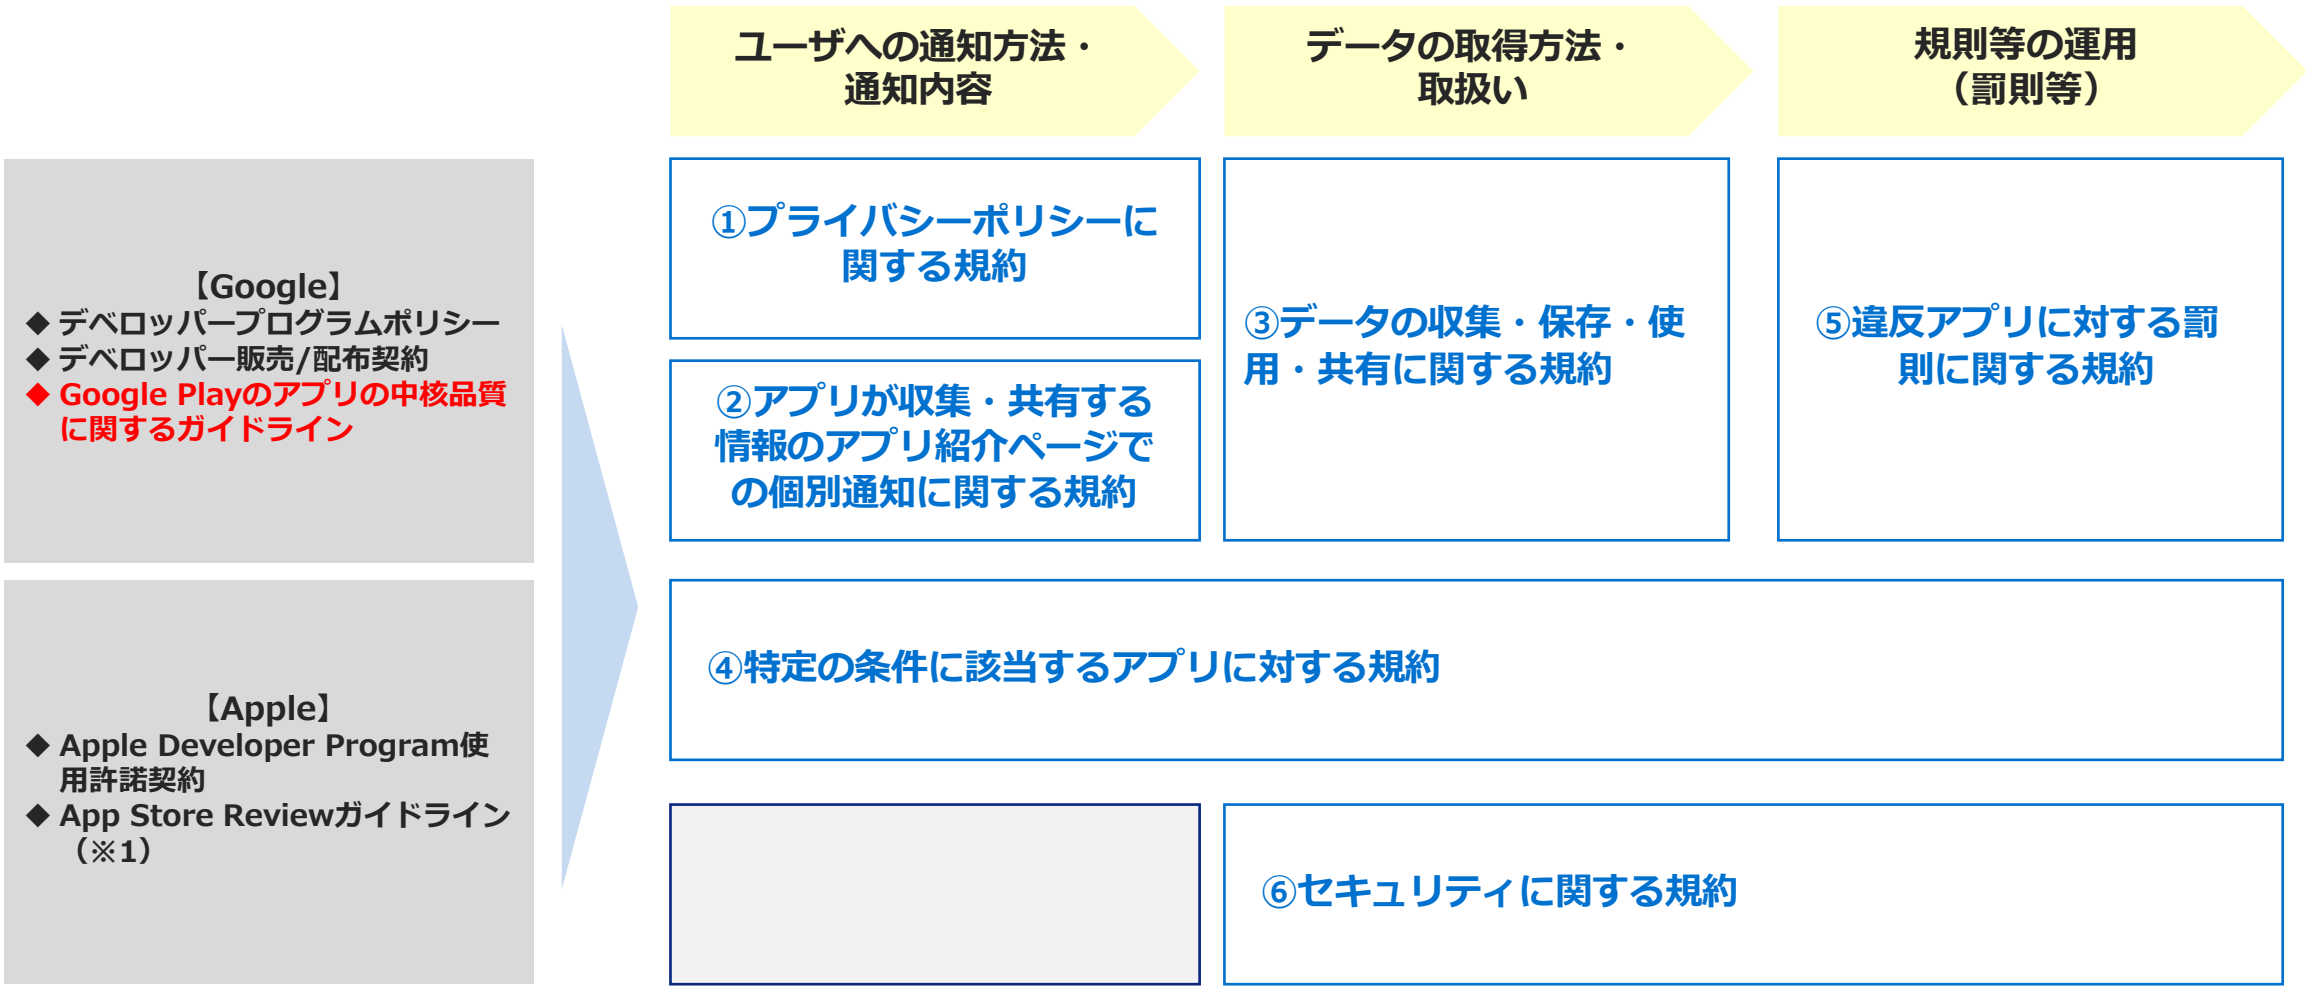 ユーザへの通知方法・
通知内容
データの取得方法・
取扱い
規則等の運用
（罰則等）
【Google】
◆ デベロッパープログラムポリシー
◆ デベロッパー販売/配布契約
◆ Google Playのアプリの中核品質
に関するガイドライン
【Apple】
◆ Apple Developer Program使
用許諾契約
◆ App Store Reviewガイドライン
（※1）
①プライバシーポリシーに
関する規約
②アプリが収集・共有する
情報のアプリ紹介ページで
の個別通知に関する規約
③データの収集・保存・使
用・共有に関する規約
⑤違反アプリに対する罰
則に関する規約
④特定の条件に該当するアプリに対する規約
⑥セキュリティに関する規約